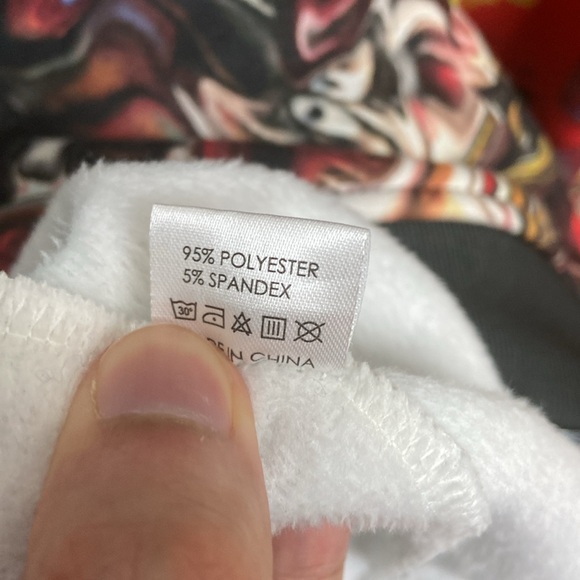 95% POLYESTER
5% SPANDEX
30°
IN CHINA